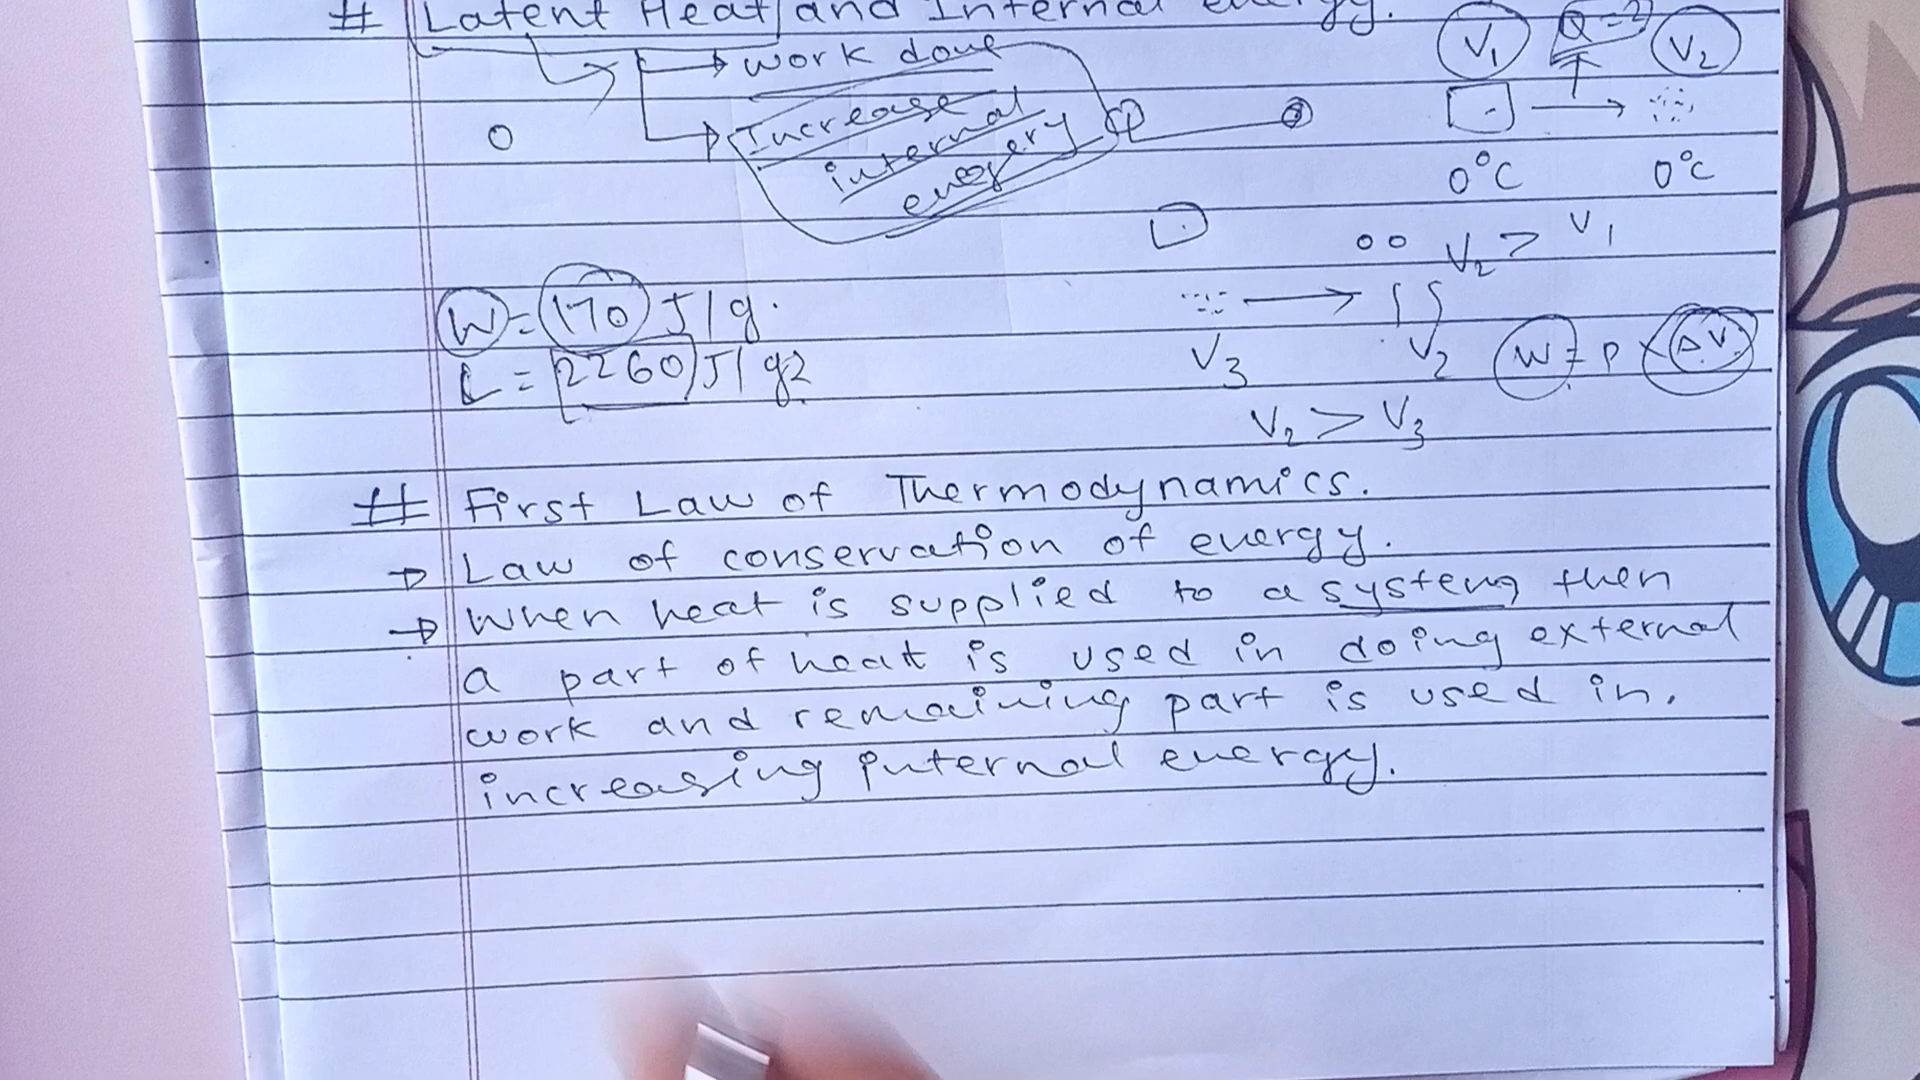 # Latent Heat and Internal energy.
V₁ Q=2 V₂
→ work done
→ Increase
internal
energery
0°C 0°C
V₂ > V₁
W = 170 J/g.
L = 2260 J/g
V₃ V₂ W = P × ΔV
V₂ > V₃
# First Law of Thermodynamics.
→ Law of conservation of energy.
→ When heat is supplied to a system then
a part of heat is used in doing external
work and remaining part is used in.
increasing internal energy.